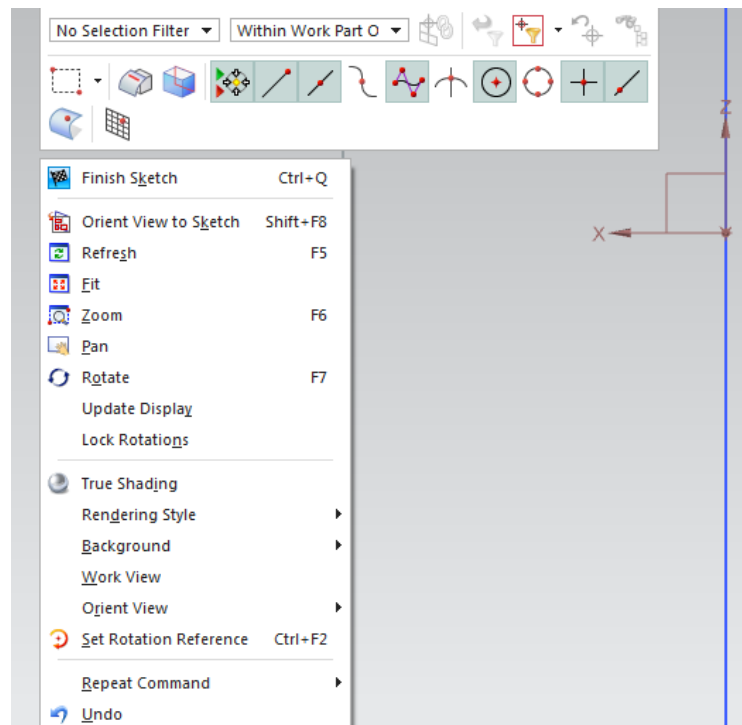 No Selection Filter Within Work Part O
Z
X
Finish Sketch Ctrl+Q
Orient View to Sketch Shift+F8
Refresh F5
Fit
Zoom F6
Pan
Rotate F7
Update Display
Lock Rotations
True Shading
Rendering Style
Background
Work View
Orient View
Set Rotation Reference Ctrl+F2
Repeat Command
Undo